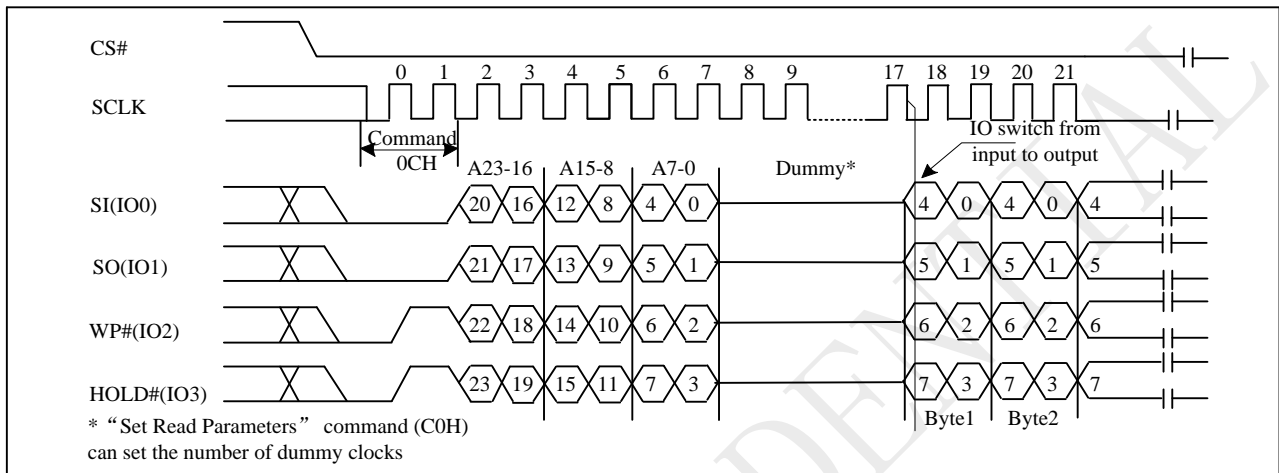 CS#
0 1 2 3 4 5 6 7 8 9 17 18 19 20 21
SCLK
Command
0CH
IO switch from
input to output
A23-16 A15-8 A7-0 Dummy*
SI(IO0) 20 16 12 8 4 0 4 0 4 0 4
SO(IO1) 21 17 13 9 5 1 5 1 5 1 5
WP#(IO2) 22 18 14 10 6 2 6 2 6 2 6
HOLD#(IO3) 23 19 15 11 7 3 7 3 7 3 7
Byte1 Byte2
* “Set Read Parameters” command (C0H)
can set the number of dummy clocks
DENTIAL